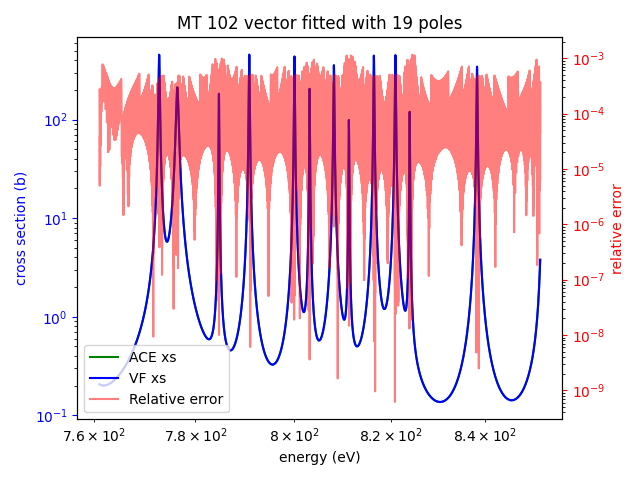 MT 102 vector fitted with 19 poles
cross section (b)
10² 10¹ 10⁰ 10⁻¹
ACE xs
VF xs
Relative error
7.6 × 10² 7.8 × 10² 8 × 10² 8.2 × 10² 8.4 × 10²
energy (eV)
10⁻³ 10⁻⁴ 10⁻⁵ 10⁻⁶ 10⁻⁷ 10⁻⁸ 10⁻⁹
relative error